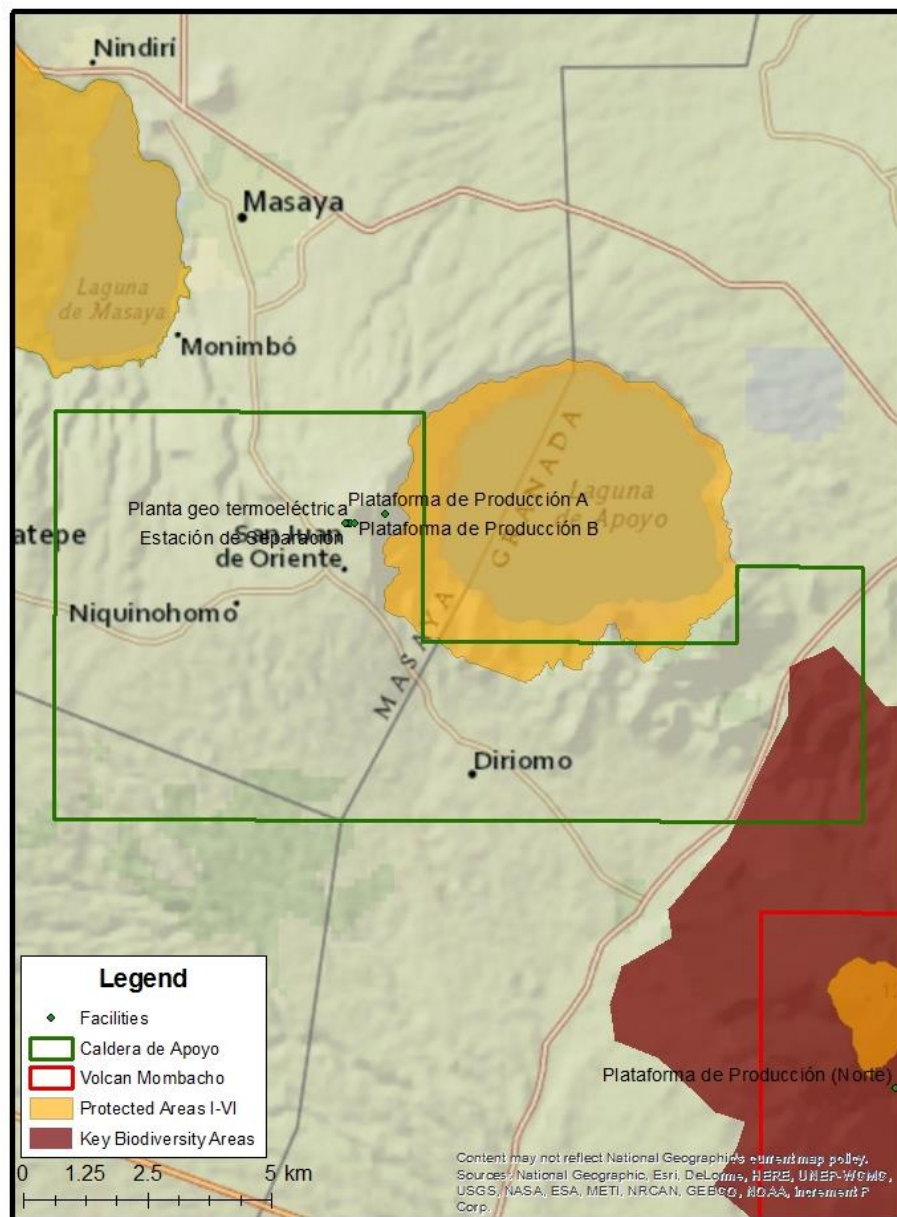 Nindirí
Masaya
Laguna
de Masaya
Monimbó
Planta geo termoeléctrica
Plataforma de Producción A
Estación de Separación
Plataforma de Producción B
San Juan
de Oriente
atepe
Niquinohomo
Laguna
de Apoyo
GRANADA
MASAYA
Diriomo
Plataforma de Producción (Norte)
Legend
Facilities
Caldera de Apoyo
Volcan Mombacho
Protected Areas I-VI
Key Biodiversity Areas
0 1.25 2.5 5 km
Content may not reflect National Geographic's current map policy.
Sources: National Geographic, Esri, DeLorme, HERE, UNEP-WCMC,
USGS, NASA, ESA, METI, NRCAN, GEBCO, NOAA, increment P
Corp.